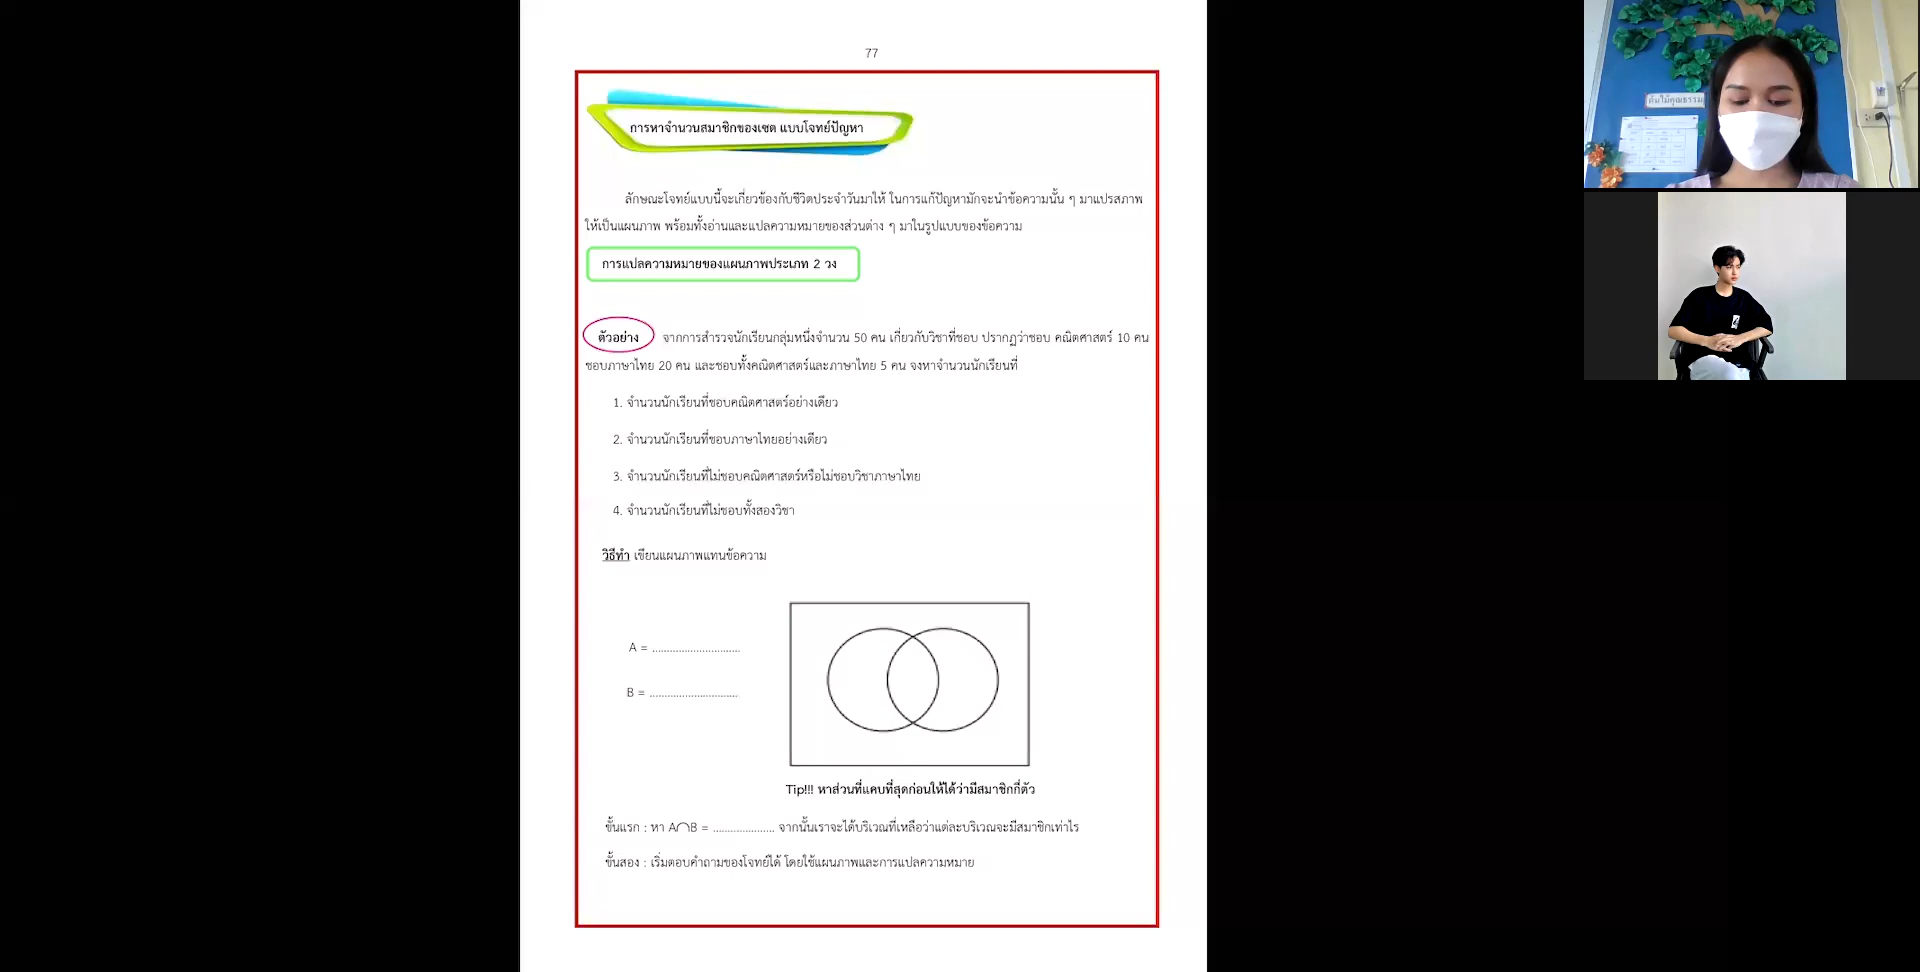 77
การหาจำนวนสมาชิกของเซต แบบโจทย์ปัญหา
ลักษณะโจทย์แบบนี้จะเกี่ยวข้องกับชีวิตประจำวันมาให้ ในการแก้ปัญหามักจะนำข้อความนั้น ๆ มาแปรสภาพ
ให้เป็นแผนภาพ พร้อมทั้งอ่านและแปลความหมายของส่วนต่าง ๆ มาในรูปแบบของข้อความ
การแปลความหมายของแผนภาพประเภท 2 วง
ตัวอย่าง จากการสำรวจนักเรียนกลุ่มหนึ่งจำนวน 50 คน เกี่ยวกับวิชาที่ชอบ ปรากฏว่าชอบ คณิตศาสตร์ 10 คน
ชอบภาษาไทย 20 คน และชอบทั้งคณิตศาสตร์และภาษาไทย 5 คน จงหาจำนวนนักเรียนที่
1. จำนวนนักเรียนที่ชอบคณิตศาสตร์อย่างเดียว
2. จำนวนนักเรียนที่ชอบภาษาไทยอย่างเดียว
3. จำนวนนักเรียนที่ไม่ชอบคณิตศาสตร์หรือไม่ชอบวิชาภาษาไทย
4. จำนวนนักเรียนที่ไม่ชอบทั้งสองวิชา
วิธีทำ เขียนแผนภาพแทนข้อความ
A = ..............................
B = ..............................
Tip!!! หาส่วนที่แคบที่สุดก่อนให้ได้ว่ามีสมาชิกกี่ตัว
ขั้นแรก : หา A∩B = ..................... จากนั้นเราจะได้บริเวณที่เหลือว่าแต่ละบริเวณจะมีสมาชิกเท่าไร
ขั้นสอง : เริ่มตอบคำถามของโจทย์ได้ โดยใช้แผนภาพและการแปลความหมาย
ต้นไม้คุณธรรม